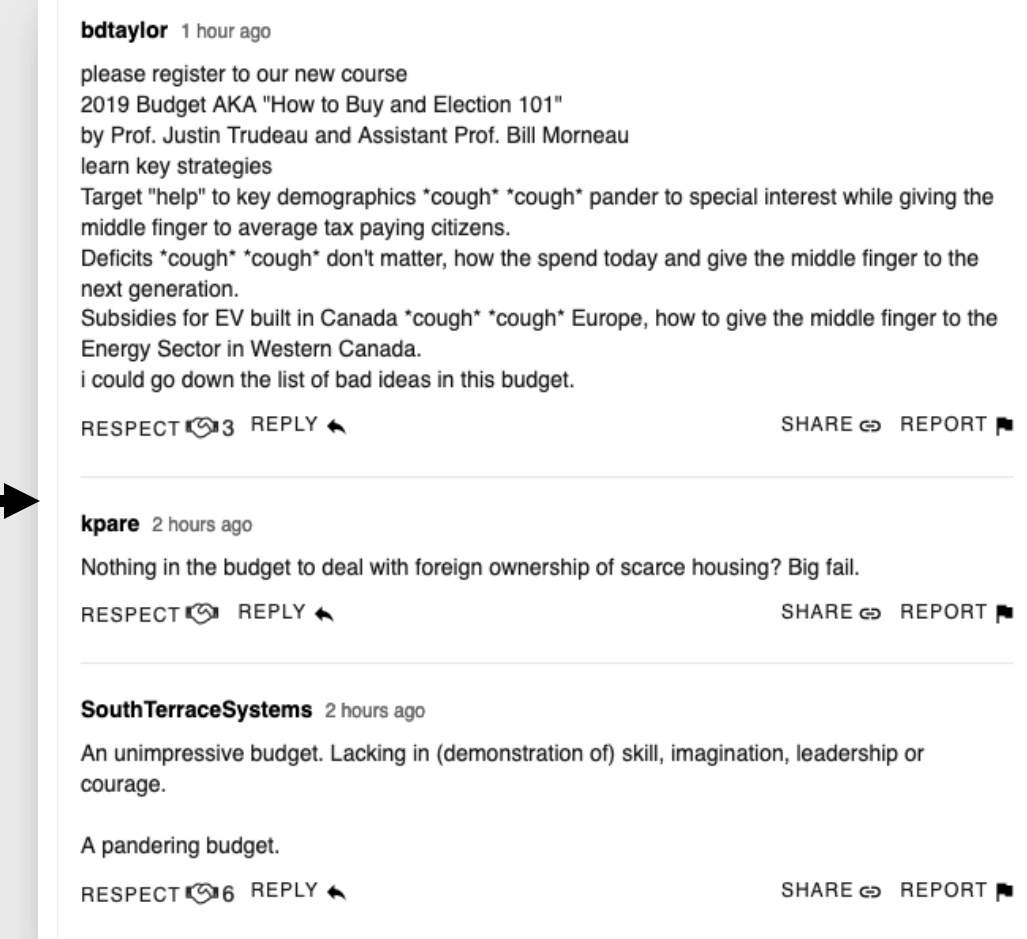 bdtaylor 1 hour ago
please register to our new course
2019 Budget AKA "How to Buy and Election 101"
by Prof. Justin Trudeau and Assistant Prof. Bill Morneau
learn key strategies
Target "help" to key demographics *cough* *cough* pander to special interest while giving the
middle finger to average tax paying citizens.
Deficits *cough* *cough* don't matter, how the spend today and give the middle finger to the
next generation.
Subsidies for EV built in Canada *cough* *cough* Europe, how to give the middle finger to the
Energy Sector in Western Canada.
i could go down the list of bad ideas in this budget.
RESPECT 3 REPLY SHARE REPORT
kpare 2 hours ago
Nothing in the budget to deal with foreign ownership of scarce housing? Big fail.
RESPECT REPLY SHARE REPORT
SouthTerraceSystems 2 hours ago
An unimpressive budget. Lacking in (demonstration of) skill, imagination, leadership or
courage.
A pandering budget.
RESPECT 6 REPLY SHARE REPORT